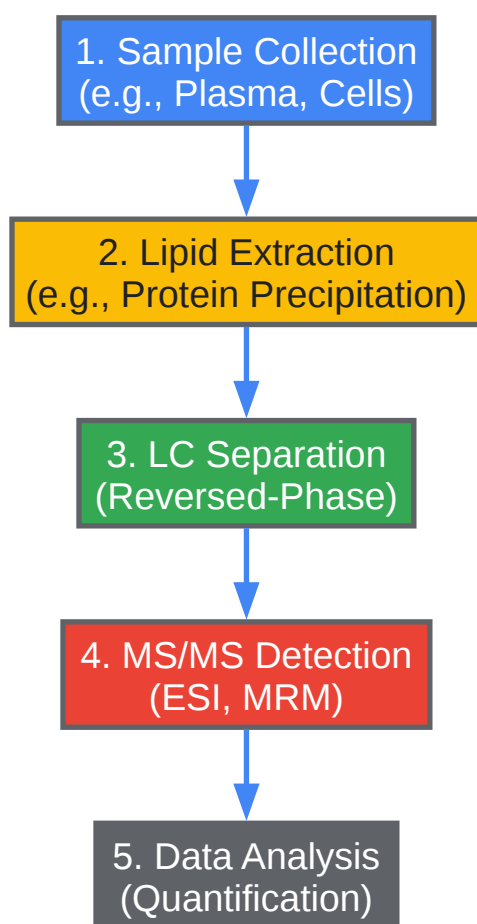 1. Sample Collection
(e.g., Plasma, Cells)
2. Lipid Extraction
(e.g., Protein Precipitation)
3. LC Separation
(Reversed-Phase)
4. MS/MS Detection
(ESI, MRM)
5. Data Analysis
(Quantification)